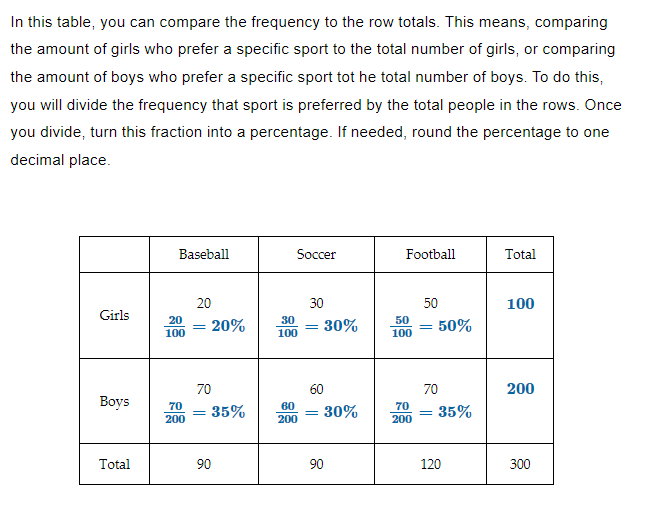 In this table, you can compare the frequency to the row totals. This means, comparing
the amount of girls who prefer a specific sport to the total number of girls, or comparing
the amount of boys who prefer a specific sport tot he total number of boys. To do this,
you will divide the frequency that sport is preferred by the total people in the rows. Once
you divide, turn this fraction into a percentage. If needed, round the percentage to one
decimal place.
Baseball Soccer Football Total
Girls 20 30 50 100
20/100 = 20% 30/100 = 30% 50/100 = 50%
Boys 70 60 70 200
70/200 = 35% 60/200 = 30% 70/200 = 35%
Total 90 90 120 300